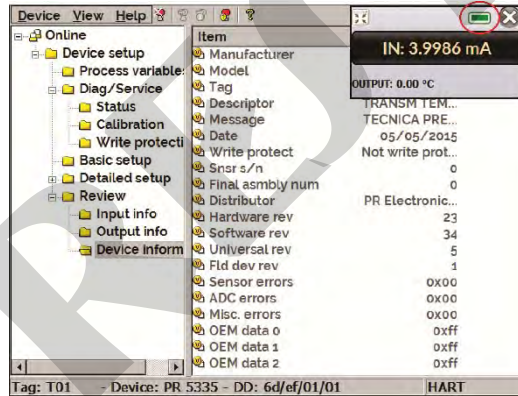 Device View Help
IN: 3.9986 mA
OUTPUT: 0.00 °C
Online
Device setup
Process variable
Diag/Service
Status
Calibration
Write protecti
Basic setup
Detailed setup
Review
Input info
Output info
Device inform
Item
Manufacturer
Model
Tag
Descriptor TRANSM TEM...
Message TECNICA PRE...
Date 05/05/2015
Write protect Not write prot...
Snsr s/n 0
Final asmbly num 0
Distributor PR Electronic...
Hardware rev 23
Software rev 34
Universal rev 5
Fld dev rev 1
Sensor errors 0x00
ADC errors 0x00
Misc. errors 0x00
OEM data 0 0xff
OEM data 1 0xff
OEM data 2 0xff
Tag: T01 - Device: PR 5335 - DD: 6d/ef/01/01 HART